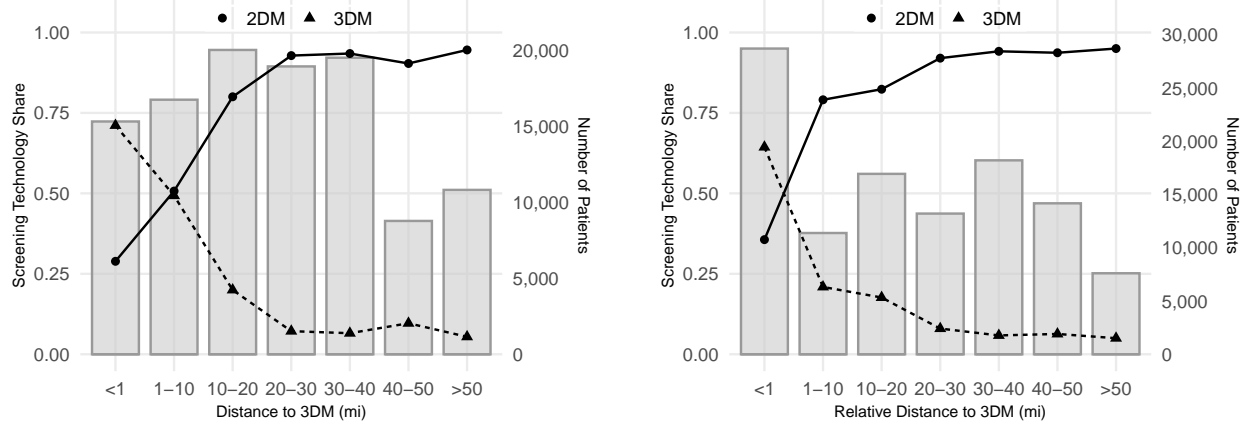 2DM 3DM
1.00
0.75
0.50
0.25
0.00
Screening Technology Share
20,000
15,000
10,000
5,000
0
Number of Patients
<1 1–10 10–20 20–30 30–40 40–50 >50
Distance to 3DM (mi)
2DM 3DM
1.00
0.75
0.50
0.25
0.00
Screening Technology Share
30,000
25,000
20,000
15,000
10,000
5,000
0
Number of Patients
<1 1–10 10–20 20–30 30–40 40–50 >50
Relative Distance to 3DM (mi)